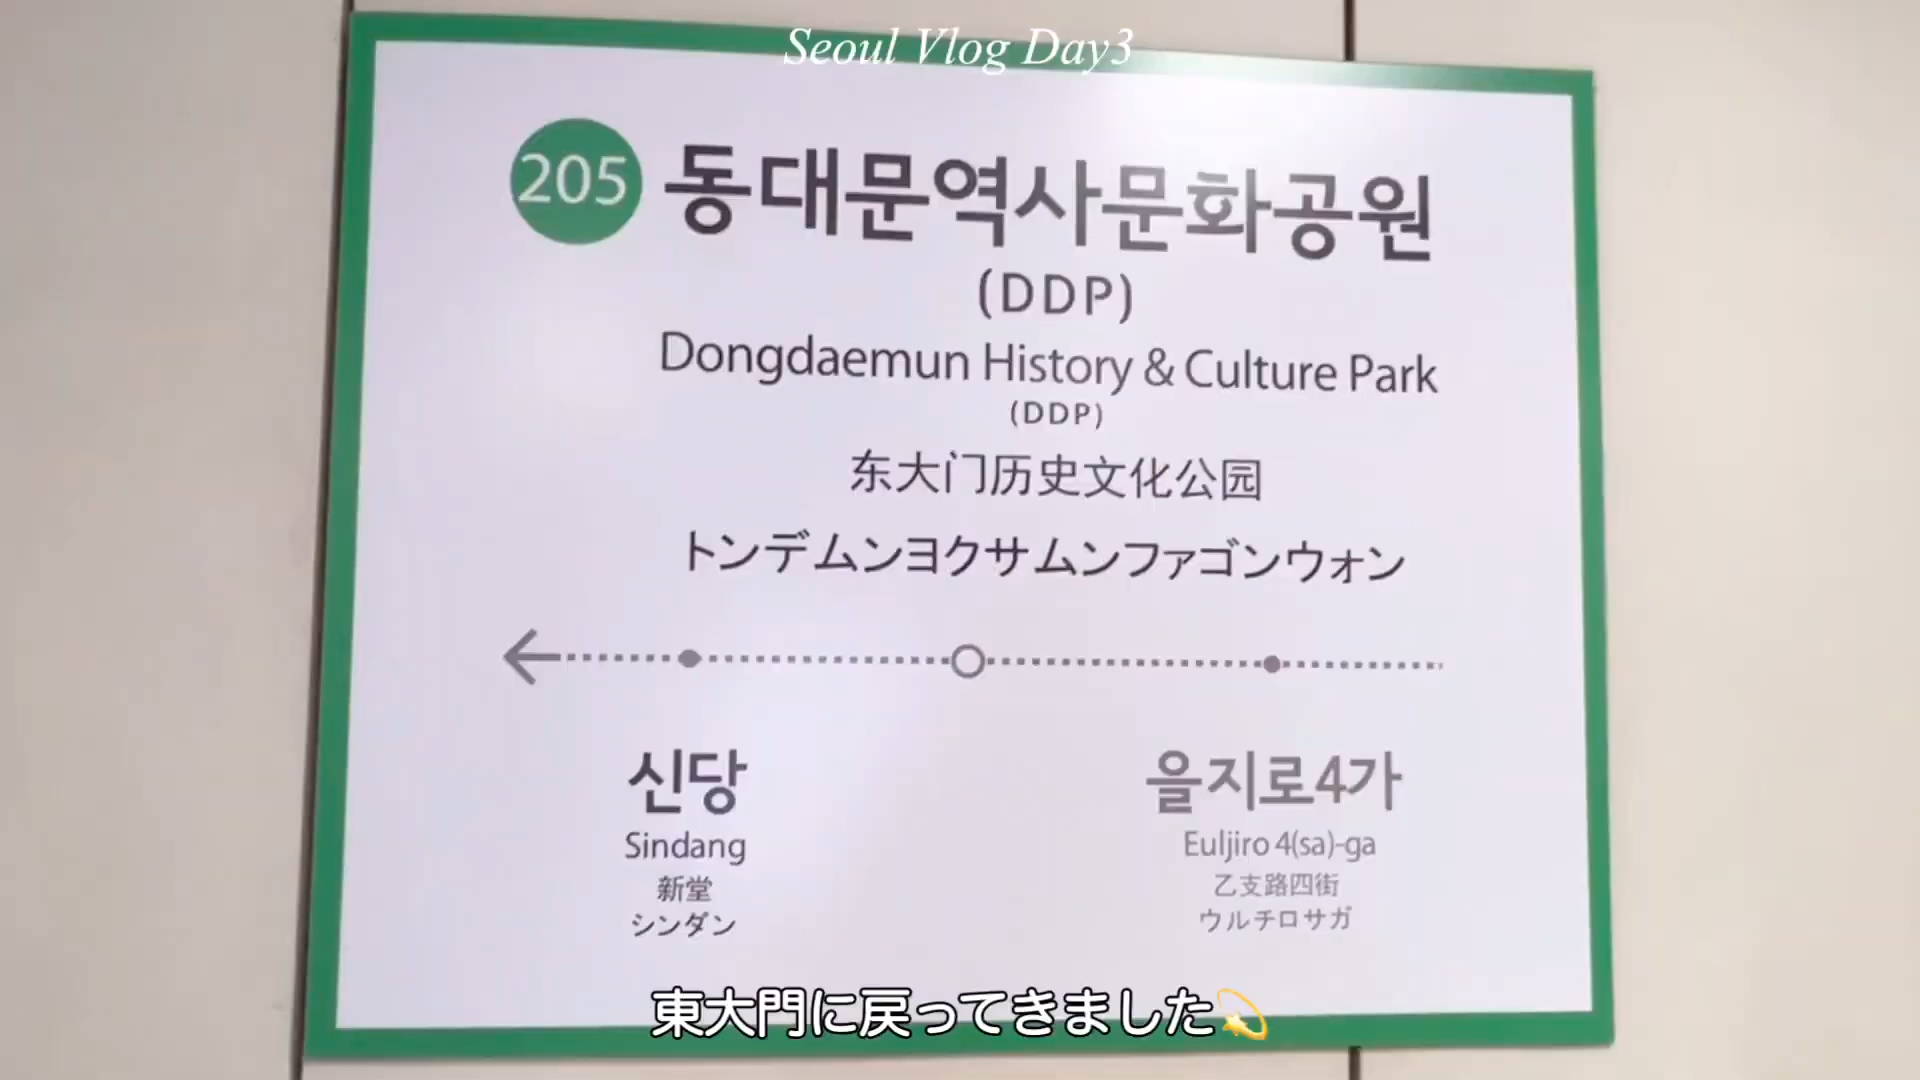 Seoul Vlog Day3
205 동대문역사문화공원
(DDP)
Dongdaemun History & Culture Park
(DDP)
东大门历史文化公园
トンデムンヨクサムンファゴンウォン
신당
Sindang
新堂
シンダン
을지로4가
Euljiro 4(sa)-ga
乙支路四街
ウルチロサガ
東大門に戻ってきました💫